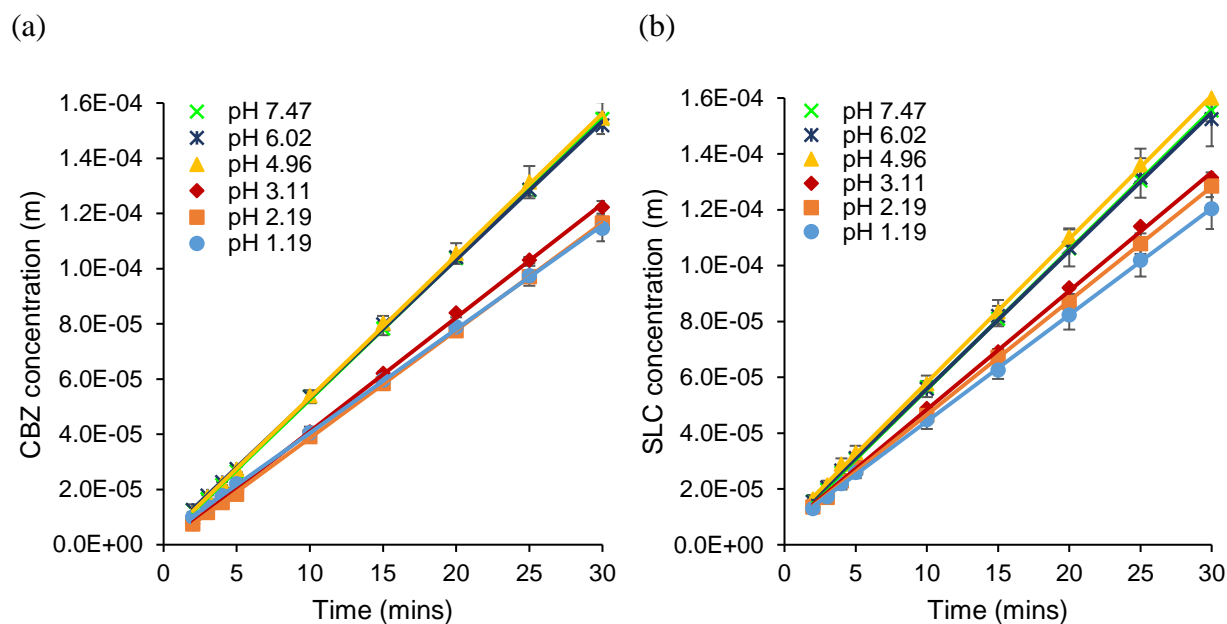 (a)
CBZ concentration (m)
1.6E-04
1.4E-04
1.2E-04
1.0E-04
8.0E-05
6.0E-05
4.0E-05
2.0E-05
0.0E+00
pH 7.47
pH 6.02
pH 4.96
pH 3.11
pH 2.19
pH 1.19
0 5 10 15 20 25 30
Time (mins)
(b)
SLC concentration (m)
1.6E-04
1.4E-04
1.2E-04
1.0E-04
8.0E-05
6.0E-05
4.0E-05
2.0E-05
0.0E+00
pH 7.47
pH 6.02
pH 4.96
pH 3.11
pH 2.19
pH 1.19
0 5 10 15 20 25 30
Time (mins)